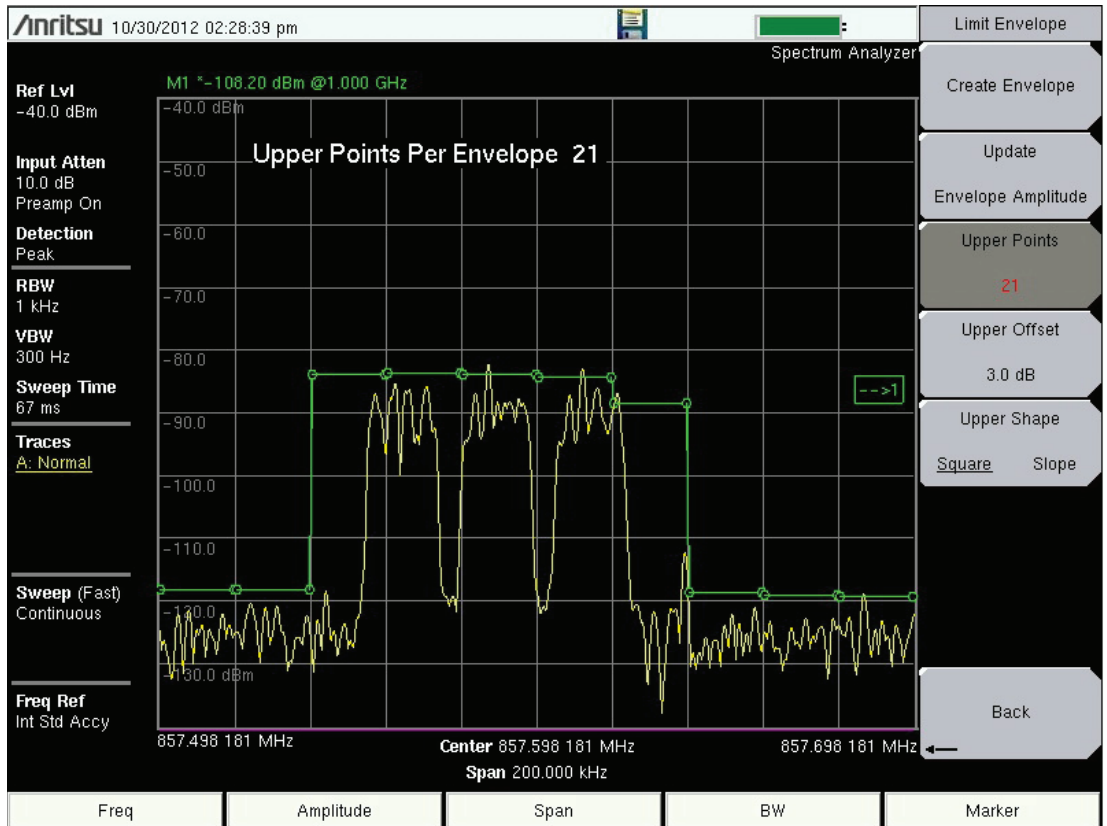 Anritsu 10/30/2012 02:28:39 pm
Spectrum Analyzer
M1 *-108.20 dBm @1.000 GHz
Ref Lvl
-40.0 dBm
Input Atten
10.0 dB
Preamp On
Detection
Peak
RBW
1 kHz
VBW
300 Hz
Sweep Time
67 ms
Traces
A: Normal
Sweep (Fast)
Continuous
Freq Ref
Int Std Accy
-40.0 dBm
Upper Points Per Envelope 21
-50.0
-60.0
-70.0
-80.0
-90.0
-100.0
-110.0
-120.0
-130.0 dBm
-->1
857.498 181 MHz
Center 857.598 181 MHz
857.698 181 MHz
Span 200.000 kHz
Limit Envelope
Create Envelope
Update
Envelope Amplitude
Upper Points
21
Upper Offset
3.0 dB
Upper Shape
Square Slope
Back
Freq Amplitude Span BW Marker